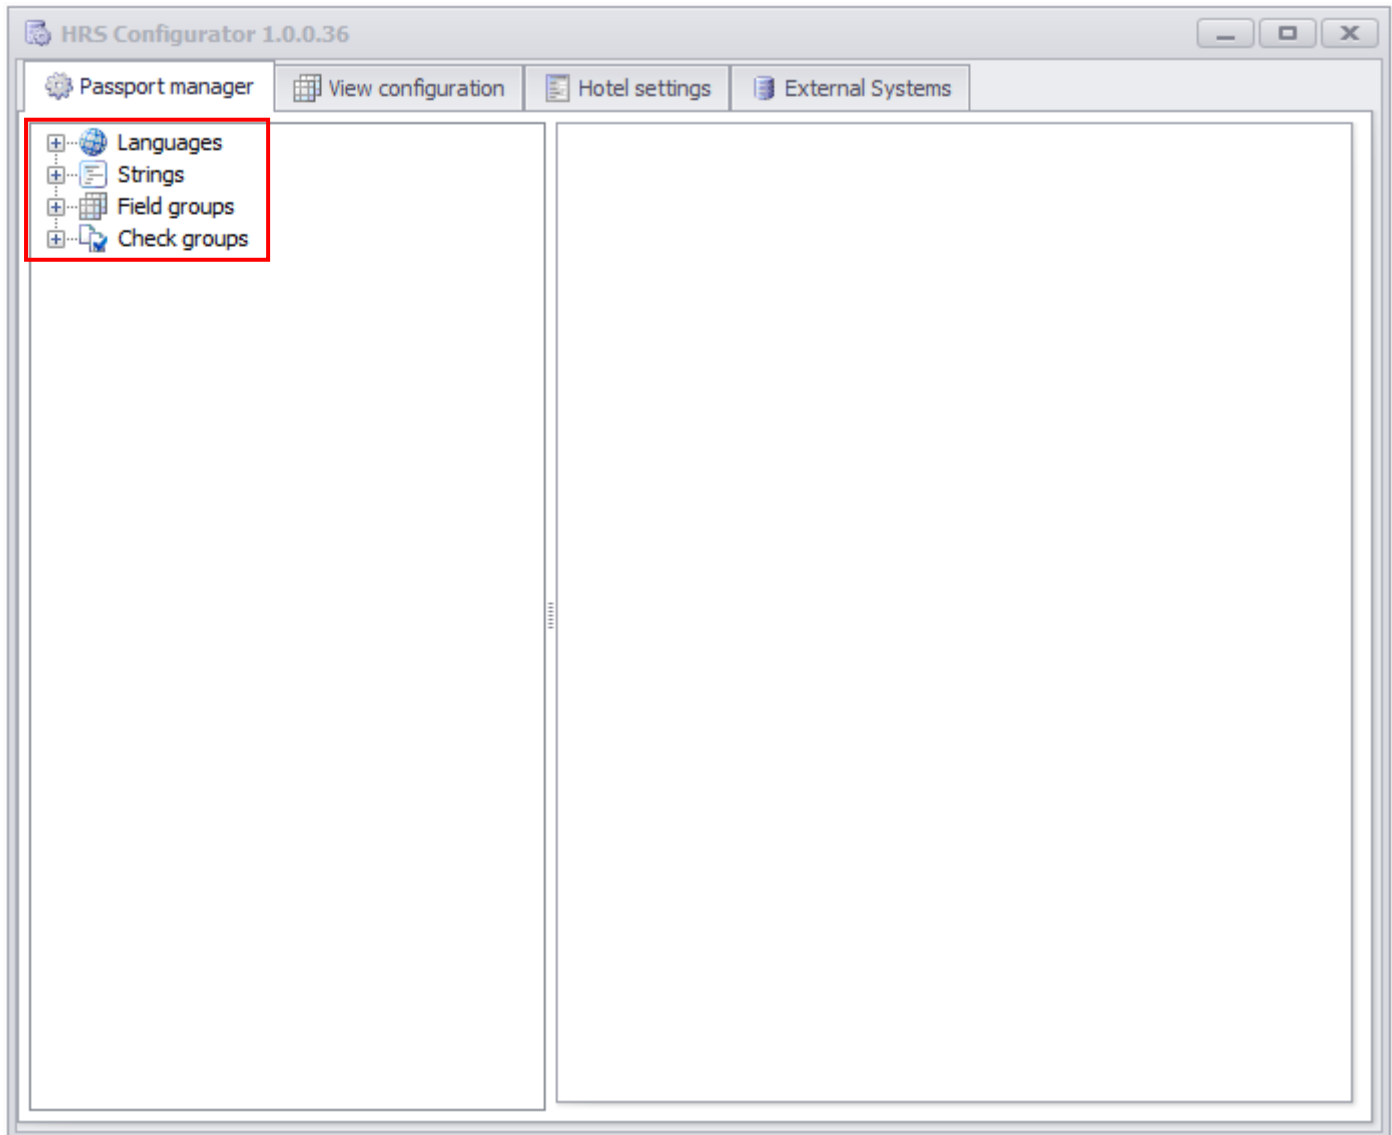 HRS Configurator 1.0.0.36
Passport manager View configuration Hotel settings External Systems
Languages
Strings
Field groups
Check groups